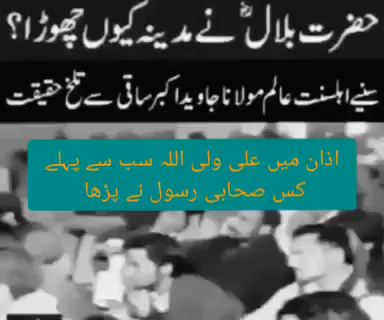 حضرت بلالؓ نے مدینہ کیوں چھوڑا؟
سنیے اہلسنت عالم مولانا جاوید اکبر ساقی سے تلخ حقیقت
اذان میں علی ولی اللہ سب سے پہلے
کس صحابی رسول نے پڑھا